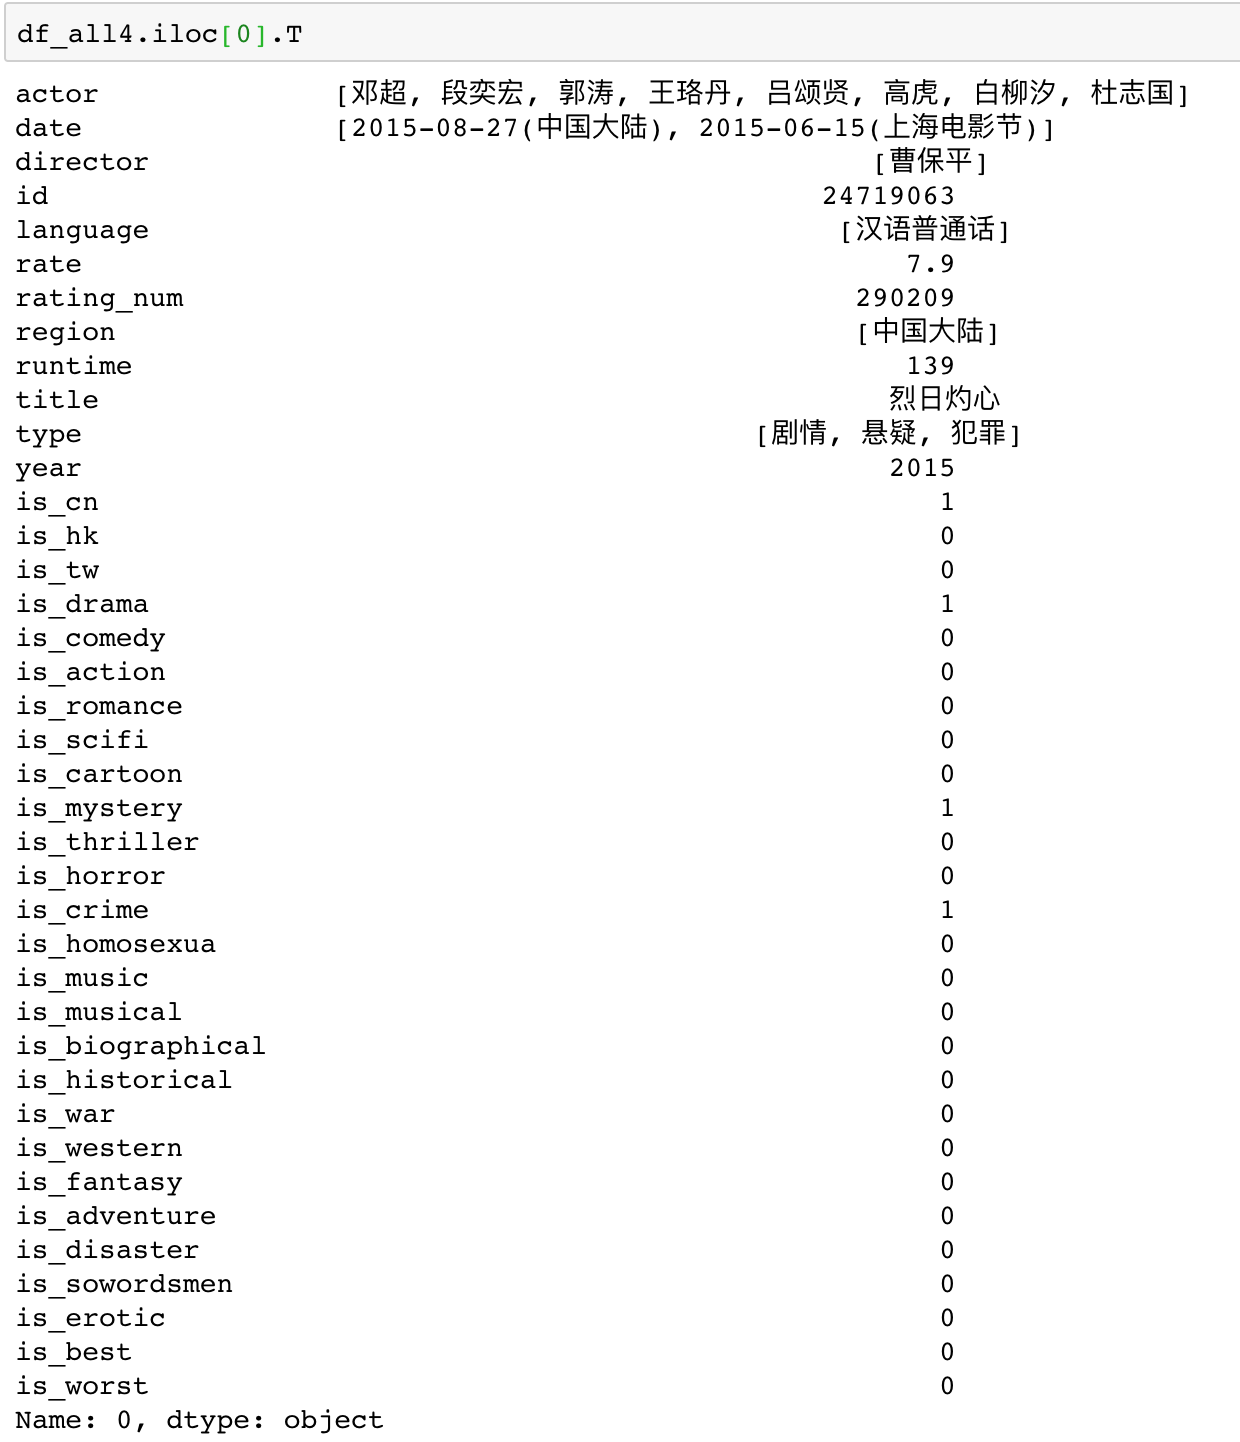 df_all4.iloc[0].T
actor [邓超, 段奕宏, 郭涛, 王珞丹, 吕颂贤, 高虎, 白柳汐, 杜志国]
date [2015-08-27(中国大陆), 2015-06-15(上海电影节)]
director [曹保平]
id 24719063
language [汉语普通话]
rate 7.9
rating_num 290209
region [中国大陆]
runtime 139
title 烈日灼心
type [剧情, 悬疑, 犯罪]
year 2015
is_cn 1
is_hk 0
is_tw 0
is_drama 1
is_comedy 0
is_action 0
is_romance 0
is_scifi 0
is_cartoon 0
is_mystery 1
is_thriller 0
is_horror 0
is_crime 1
is_homosexua 0
is_music 0
is_musical 0
is_biographical 0
is_historical 0
is_war 0
is_western 0
is_fantasy 0
is_adventure 0
is_disaster 0
is_sowordsmen 0
is_erotic 0
is_best 0
is_worst 0
Name: 0, dtype: object